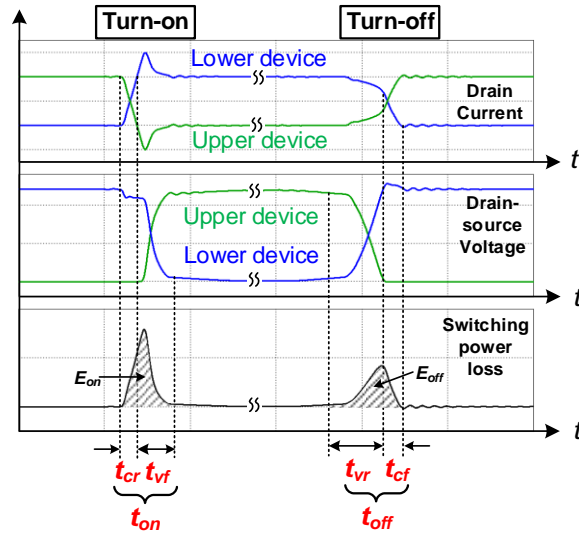 Turn-on
Turn-off
Lower device
Drain
Current
Upper device
t
Upper device
Lower device
Drain-
source
Voltage
t
Switching
power
loss
Eon
Eoff
t
tcr
tvf
tvr
tcf
ton
toff